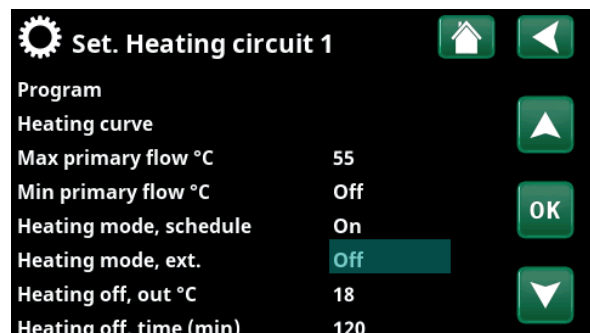 Set. Heating circuit 1
Program
Heating curve
Max primary flow °C 55
Min primary flow °C Off
Heating mode, schedule On
OK
Heating mode, ext. Off
Heating off, out °C 18
Heating off, time (min) 120